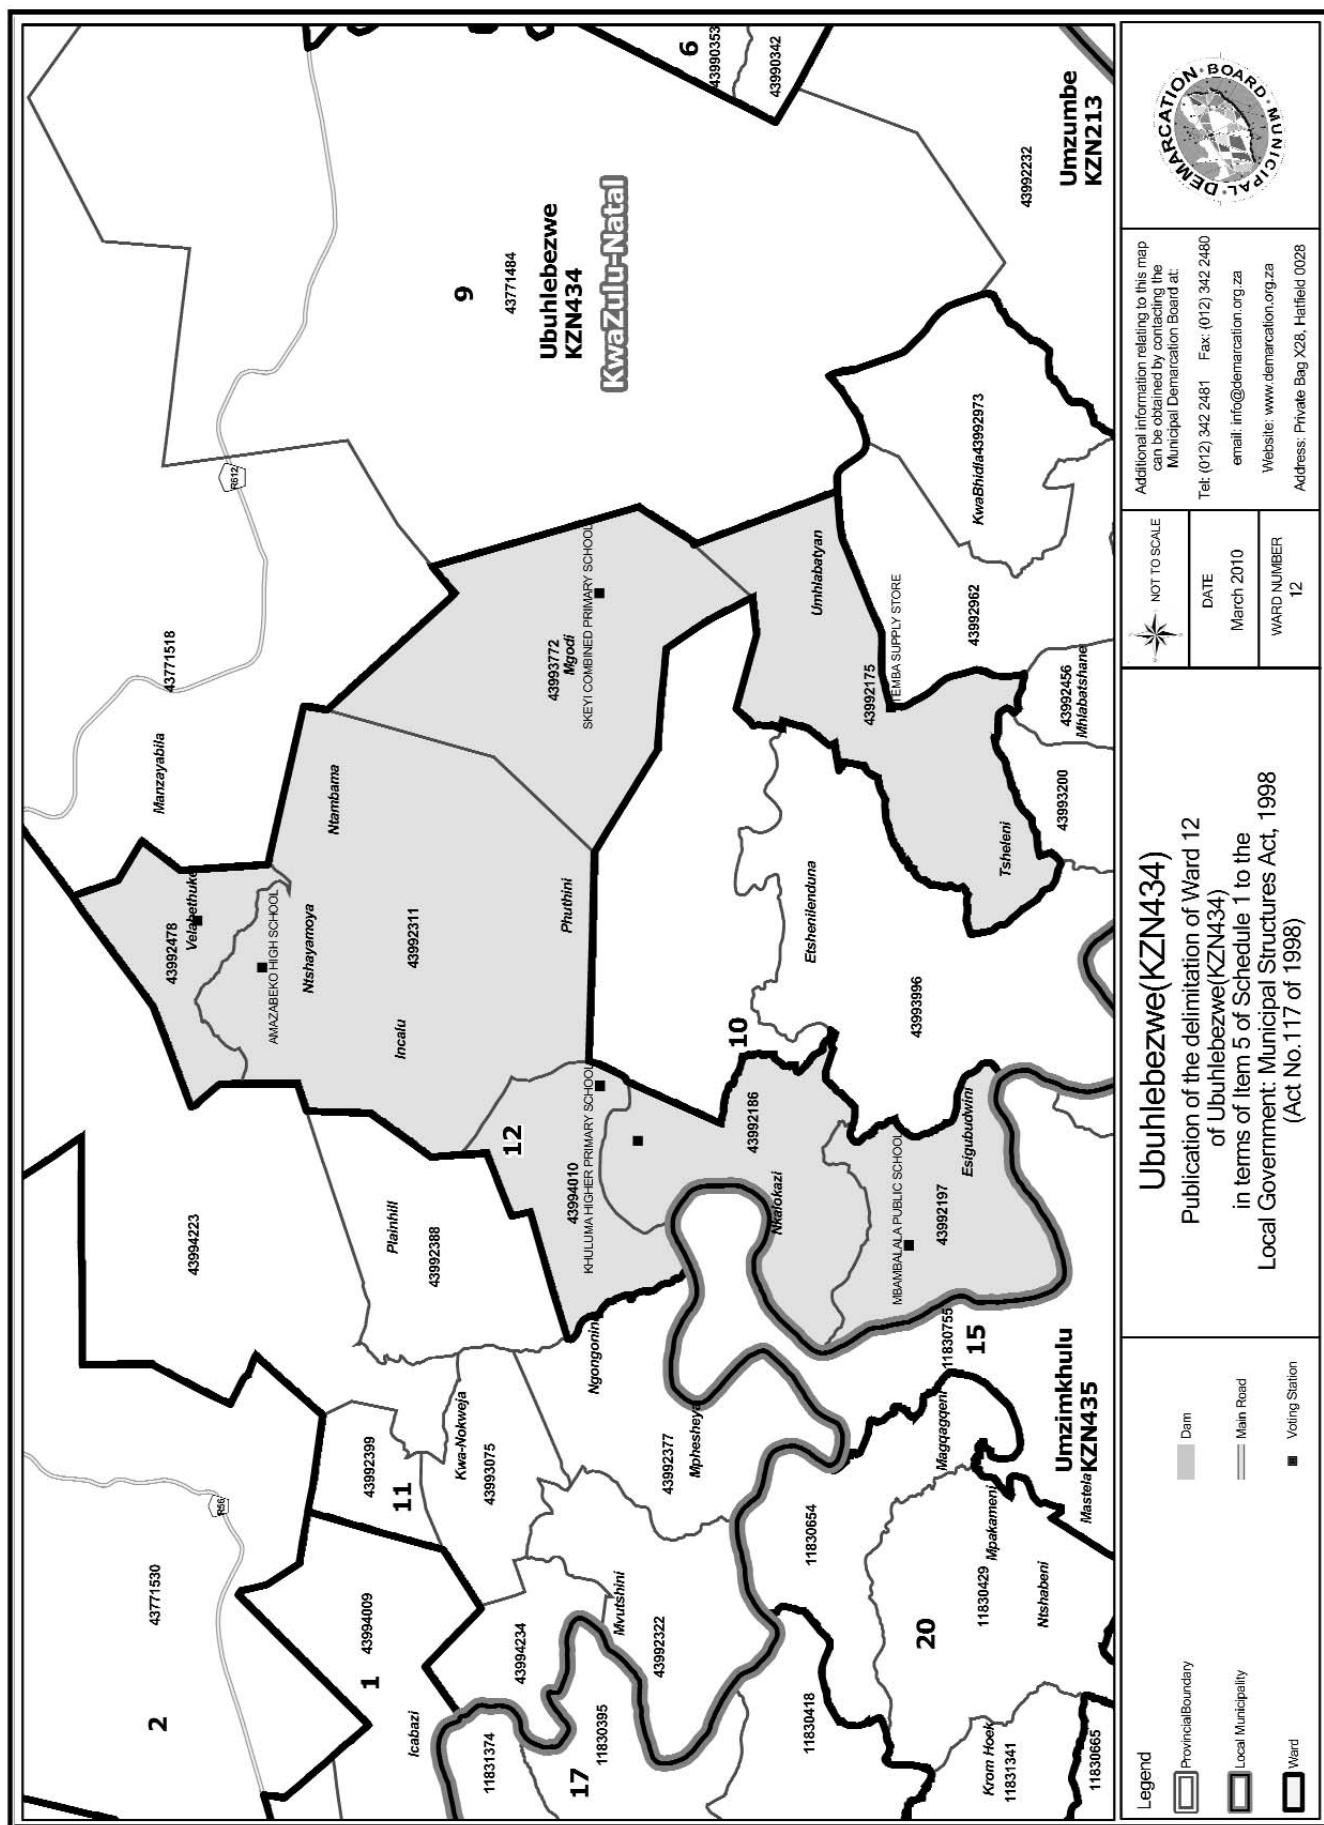 2
43771530
R56
43994223
43992478
Velabethuke
Manzayabila
43771518
R612
AMAZABEKO HIGH SCHOOL
Ntshayamoya
Ntambama
1
43994009
Icabazi
11
43992399
Kwa-Nokweja
43993075
Plainhill
43992388
Incalu
43992311
Phuthini
9
43771484
Ubuhlebezwe
KZN434
KwaZulu-Natal
6
43990353
43990342
11831374
43994234
17
11830395
Mvutshini
43992322
Ngongonini
43992377
Mphesheya
12
43994010
KHULUMA HIGHER PRIMARY SCHOOL
43993772
Mgodi
SKEYI COMBINED PRIMARY SCHOOL
10
43992186
Nkalokazi
Etshenilenduna
Umhlabatyan
43992175
TEMBA SUPPLY STORE
11830418
11830654
20
11830429
Mpakameni
Ntshabeni
Magqagqeni
11830755
15
MBAMBALALA PUBLIC SCHOOL
43992197
Esigubudwini
43993996
Tsheleni
43992962
KwaBhidla43992973
43992232
Krom Hoek
11831341
11830665
Mastela
Umzimkhulu
KZN435
43993200
43992456
Mhlabatshane
Umzumbe
KZN213
Legend
ProvincialBoundary
Local Municipality
Ward
Dam
Main Road
Voting Station
Ubuhlebezwe(KZN434)
Publication of the delimitation of Ward 12
of Ubuhlebezwe(KZN434)
in terms of Item 5 of Schedule 1 to the
Local Government: Municipal Structures Act, 1998
(Act No.117 of 1998)
NOT TO SCALE
DATE
March 2010
WARD NUMBER
12
Additional information relating to this map
can be obtained by contacting the
Municipal Demarcation Board at:
Tel: (012) 342 2481 Fax: (012) 342 2480
email: info@demarcation.org.za
Website: www.demarcation.org.za
Address: Private Bag X28, Hatfield 0028
MUNICIPAL DEMARCATION BOARD